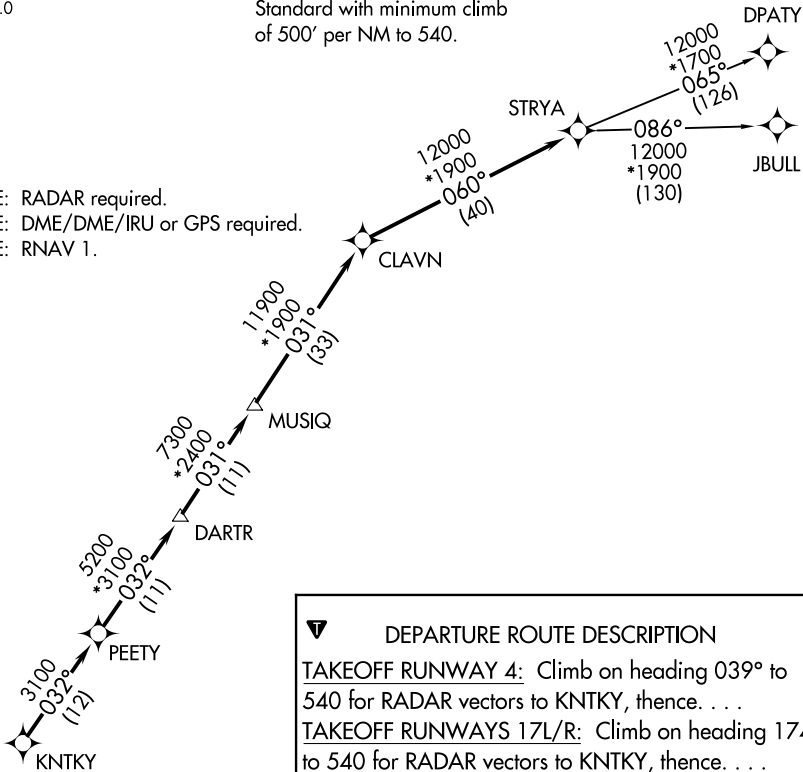 .0
Standard with minimum climb
of 500' per NM to 540.
DPATY
12000
*1700
065°
(126)
STRYA
086°
12000
*1900
(130)
JBULL
12000
*1900
060°
(40)
E: RADAR required.
E: DME/DME/IRU or GPS required.
E: RNAV 1.
CLAVN
11900
*1900
031°
(33)
MUSIQ
7300
*2400
031°
(11)
DARTR
5200
*3100
032°
(11)
PEETY
3100
032°
(12)
KNTKY
T
DEPARTURE ROUTE DESCRIPTION
TAKEOFF RUNWAY 4: Climb on heading 039° to
540 for RADAR vectors to KNTKY, thence. . . .
TAKEOFF RUNWAYS 17L/R: Climb on heading 174
to 540 for RADAR vectors to KNTKY, thence. . . .